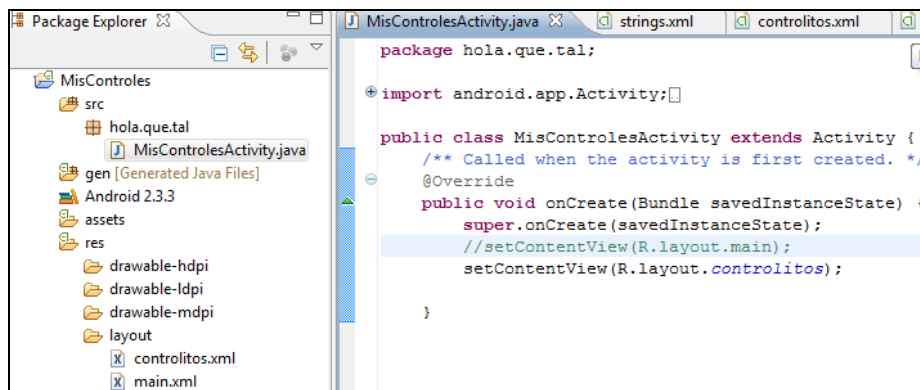 Package Explorer
MisControles
src
hola.que.tal
MisControlesActivity.java
gen [Generated Java Files]
Android 2.3.3
assets
res
drawable-hdpi
drawable-ldpi
drawable-mdpi
layout
controlitos.xml
main.xml
MisControlesActivity.java
strings.xml
controlitos.xml
package hola.que.tal;
import android.app.Activity;
public class MisControlesActivity extends Activity {
/** Called when the activity is first created. */
@Override
public void onCreate(Bundle savedInstanceState) {
super.onCreate(savedInstanceState);
//setContentView(R.layout.main);
setContentView(R.layout.controlitos);
}